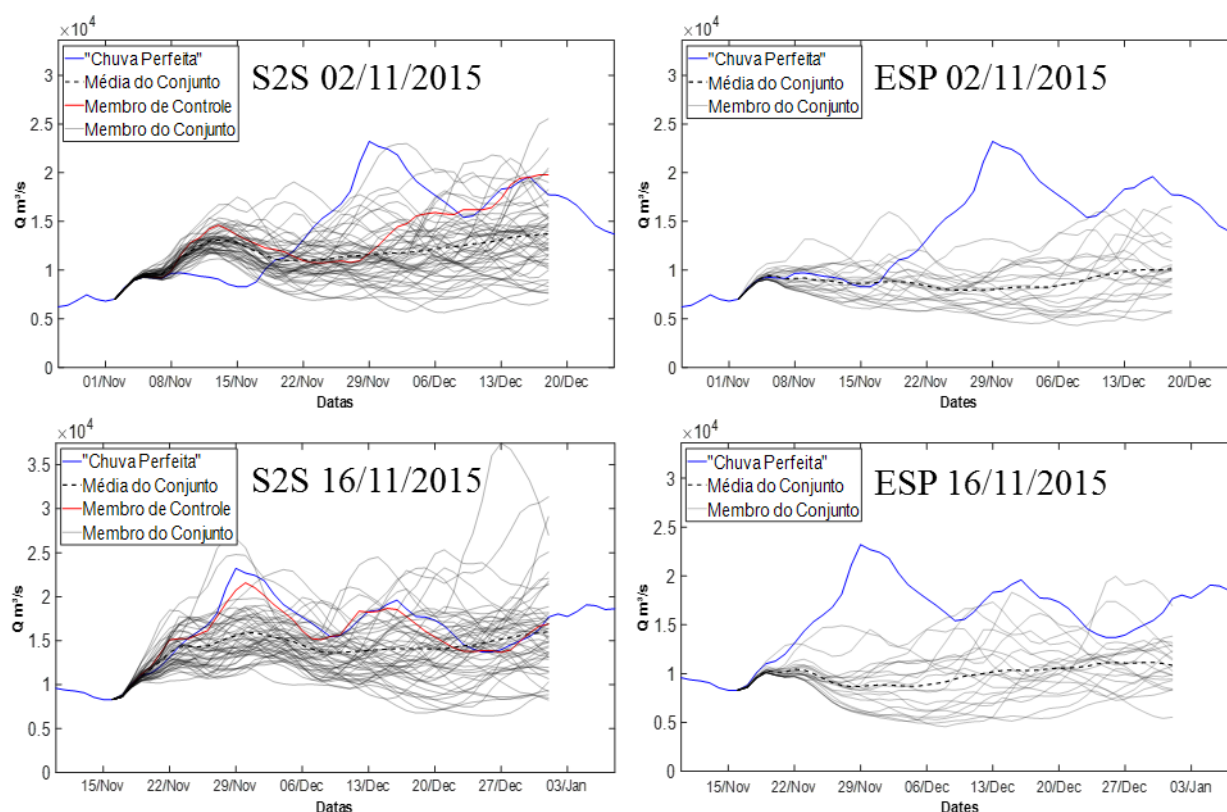 ×10⁴
3
2.5
2
1.5
1
0.5
0
Q m³/s
"Chuva Perfeita"
Média do Conjunto
Membro de Controle
Membro do Conjunto
S2S 02/11/2015
01/Nov 08/Nov 15/Nov 22/Nov 29/Nov 06/Dec 13/Dec 20/Dec
Datas
×10⁴
3
2.5
2
1.5
1
0.5
0
Q m³/s
"Chuva Perfeita"
Média do Conjunto
Membro do Conjunto
ESP 02/11/2015
01/Nov 08/Nov 15/Nov 22/Nov 29/Nov 06/Dec 13/Dec 20/Dec
Dates
×10⁴
3.5
3
2.5
2
1.5
1
0.5
0
Q m³/s
"Chuva Perfeita"
Média do Conjunto
Membro de Controle
Membro do Conjunto
S2S 16/11/2015
15/Nov 22/Nov 29/Nov 06/Dec 13/Dec 20/Dec 27/Dec 03/Jan
Datas
×10⁴
3
2.5
2
1.5
1
0.5
0
Q m³/s
"Chuva Perfeita"
Média do Conjunto
Membro do Conjunto
ESP 16/11/2015
15/Nov 22/Nov 29/Nov 06/Dec 13/Dec 20/Dec 27/Dec 03/Jan
Dates